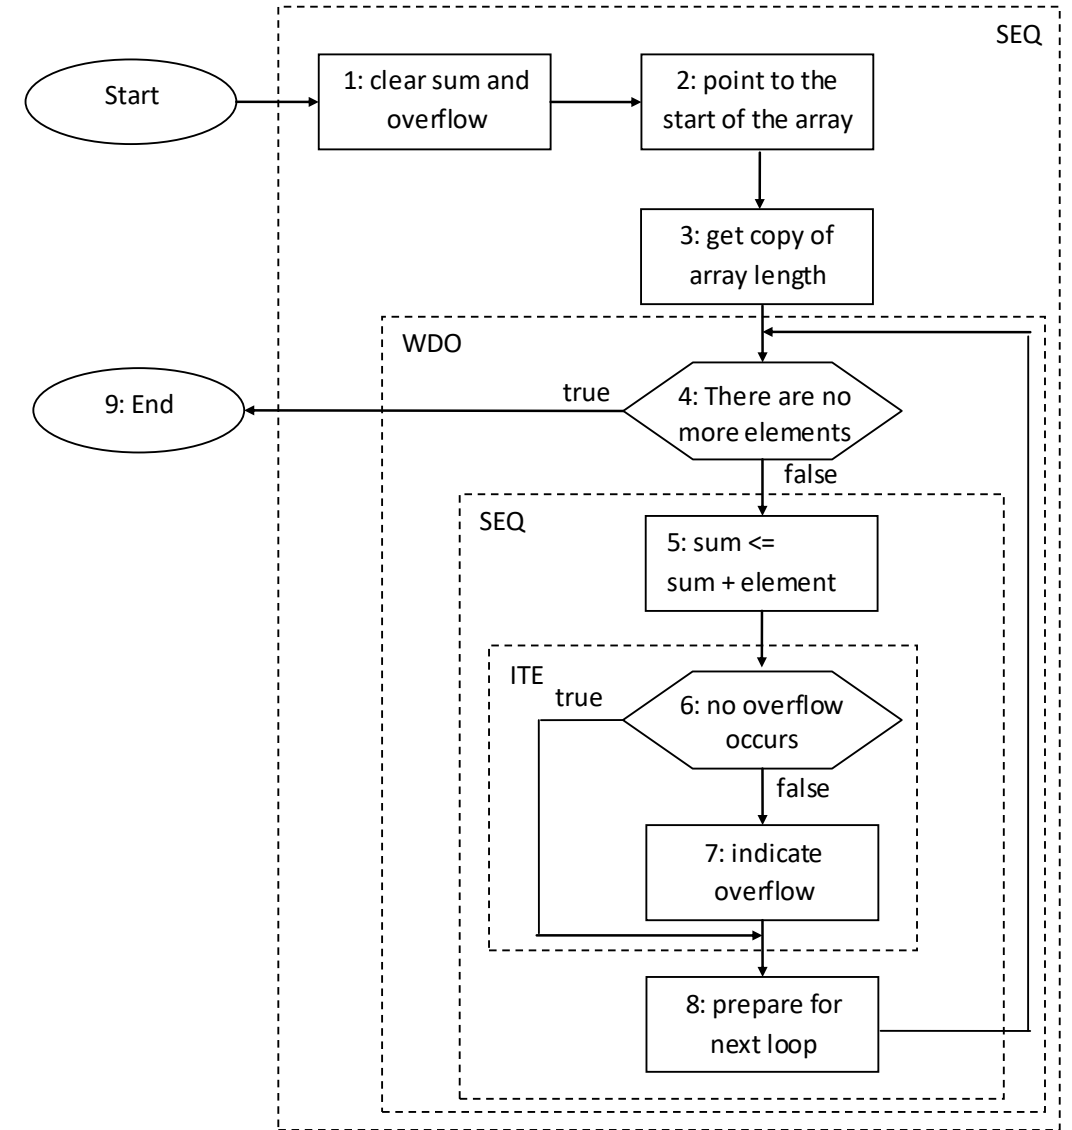 SEQ
Start
1: clear sum and
overflow
2: point to the
start of the array
3: get copy of
array length
WDO
9: End
true
4: There are no
more elements
false
SEQ
5: sum <=
sum + element
ITE
true
6: no overflow
occurs
false
7: indicate
overflow
8: prepare for
next loop